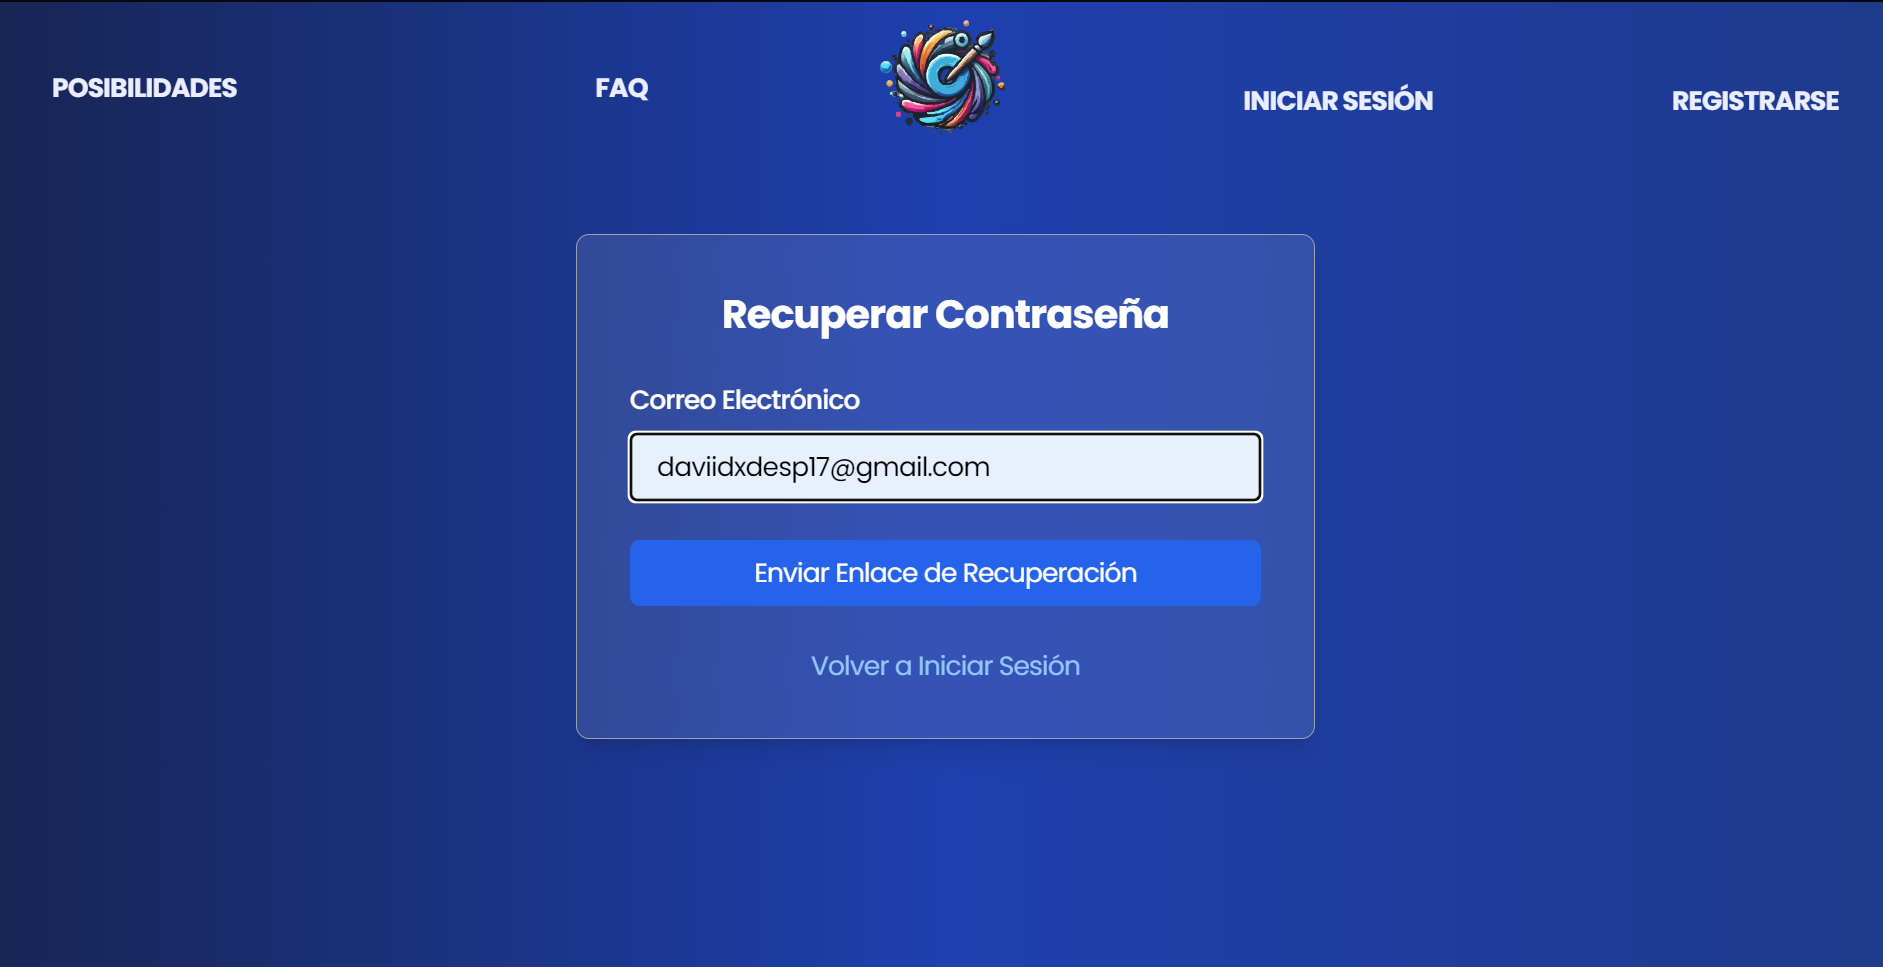 POSIBILIDADES
FAQ
INICIAR SESIÓN
REGISTRARSE
Recuperar Contraseña
Correo Electrónico
daviidxdesp17@gmail.com
Enviar Enlace de Recuperación
Volver a Iniciar Sesión